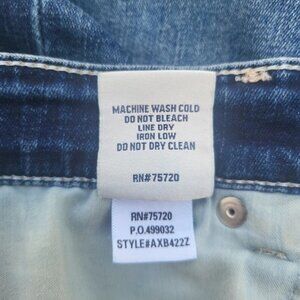 MACHINE WASH COLD
DO NOT BLEACH
LINE DRY
IRON LOW
DO NOT DRY CLEAN
RN#75720
RN#75720
P.O.499032
STYLE#AXB422Z